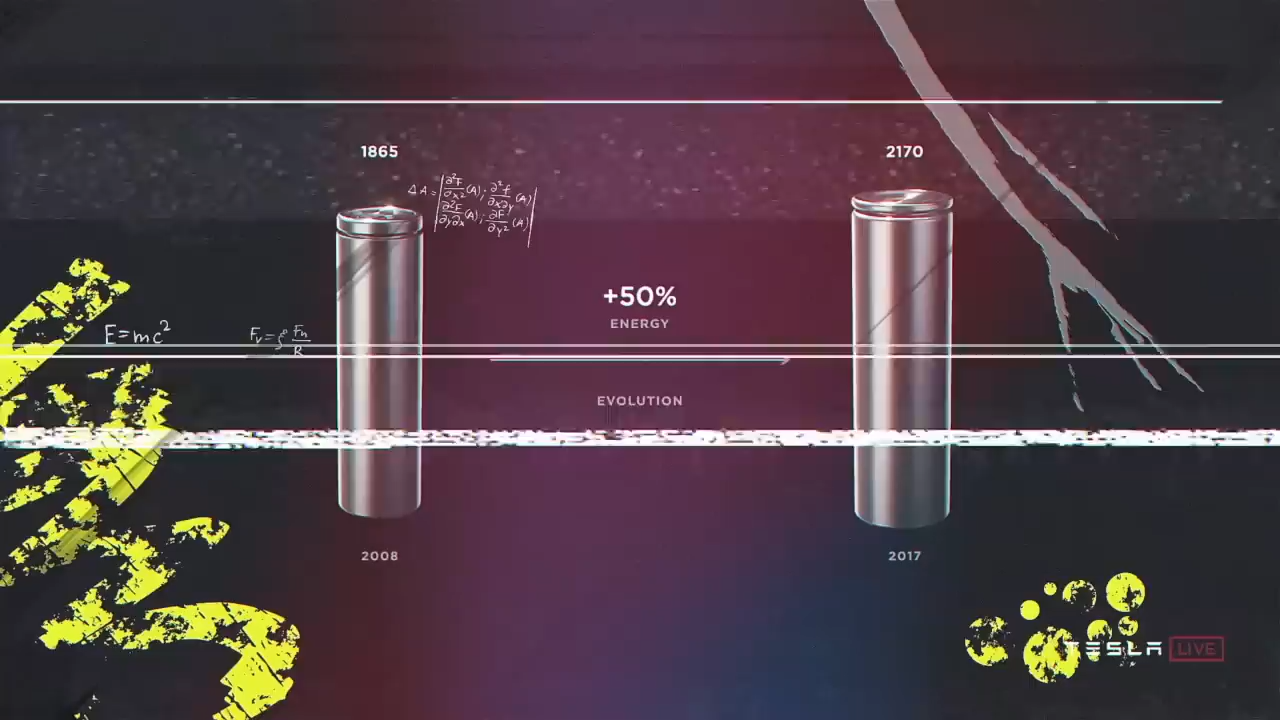 1865
2170
+50%
ENERGY
E=mc²
EVOLUTION
2008
2017
TESLA LIVE